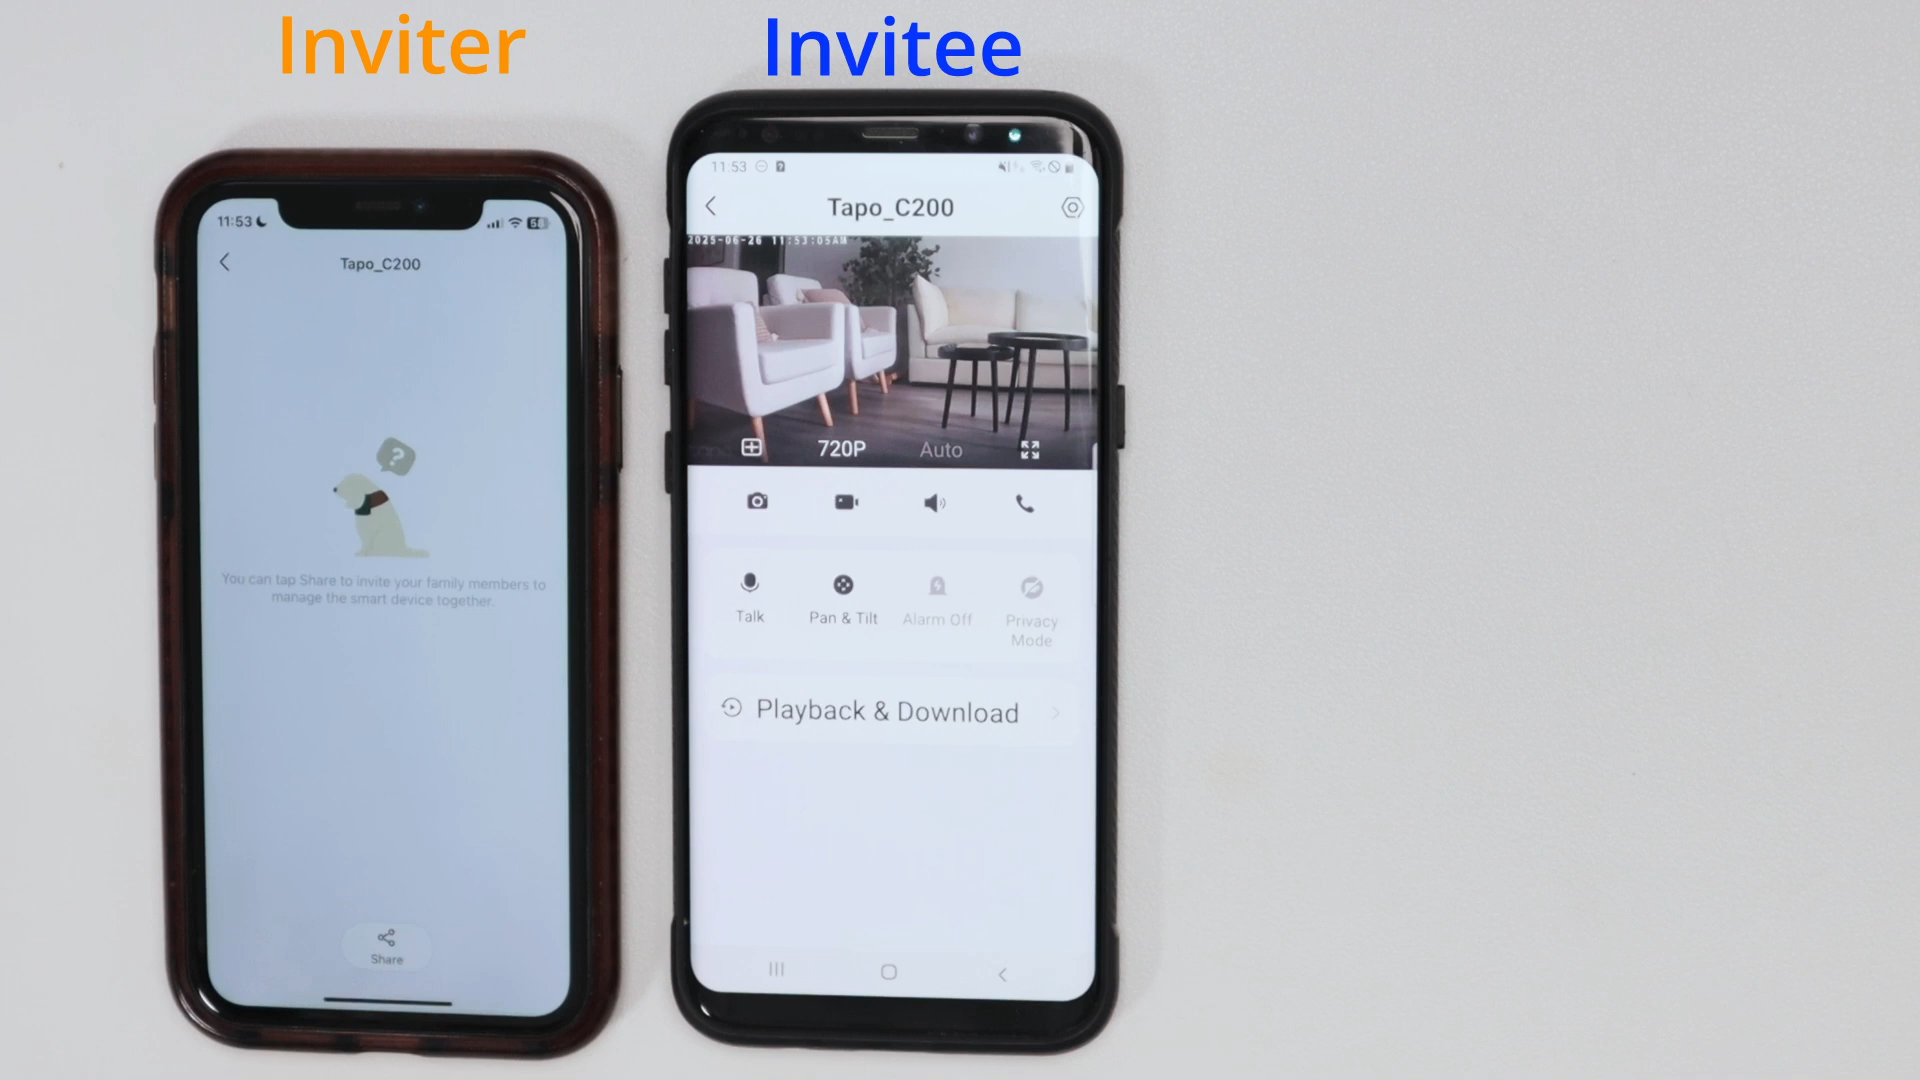 Inviter
Invitee
11:53
Tapo_C200
?
You can tap Share to invite your family members to
manage the smart device together.
Share
11:53
Tapo_C200
2025-06-26 11:53:05AM
720P
Auto
Talk
Pan & Tilt
Alarm Off
Privacy
Mode
Playback & Download